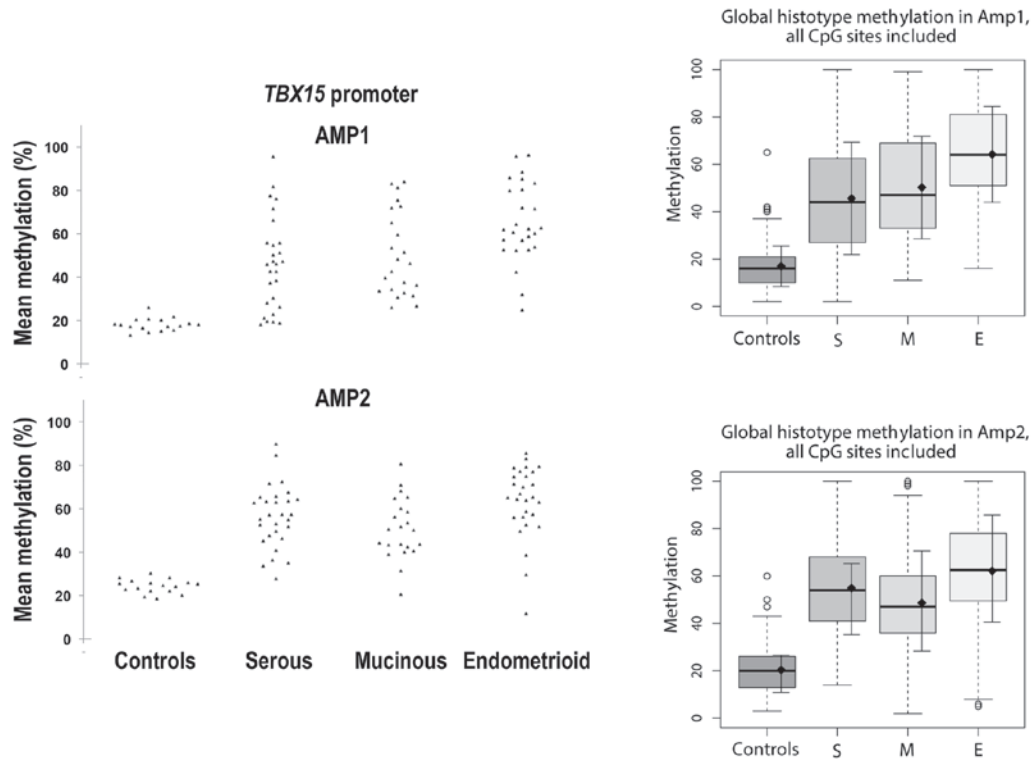 TBX15 promoter
AMP1
Mean methylation (%)
100
80
60
40
20
0
AMP2
Mean methylation (%)
100
80
60
40
20
0
Controls Serous Mucinous Endometrioid
Global histotype methylation in Amp1,
all CpG sites included
Methylation
100
80
60
40
20
0
Controls S M E
Global histotype methylation in Amp2,
all CpG sites included
Methylation
100
80
60
40
20
0
Controls S M E